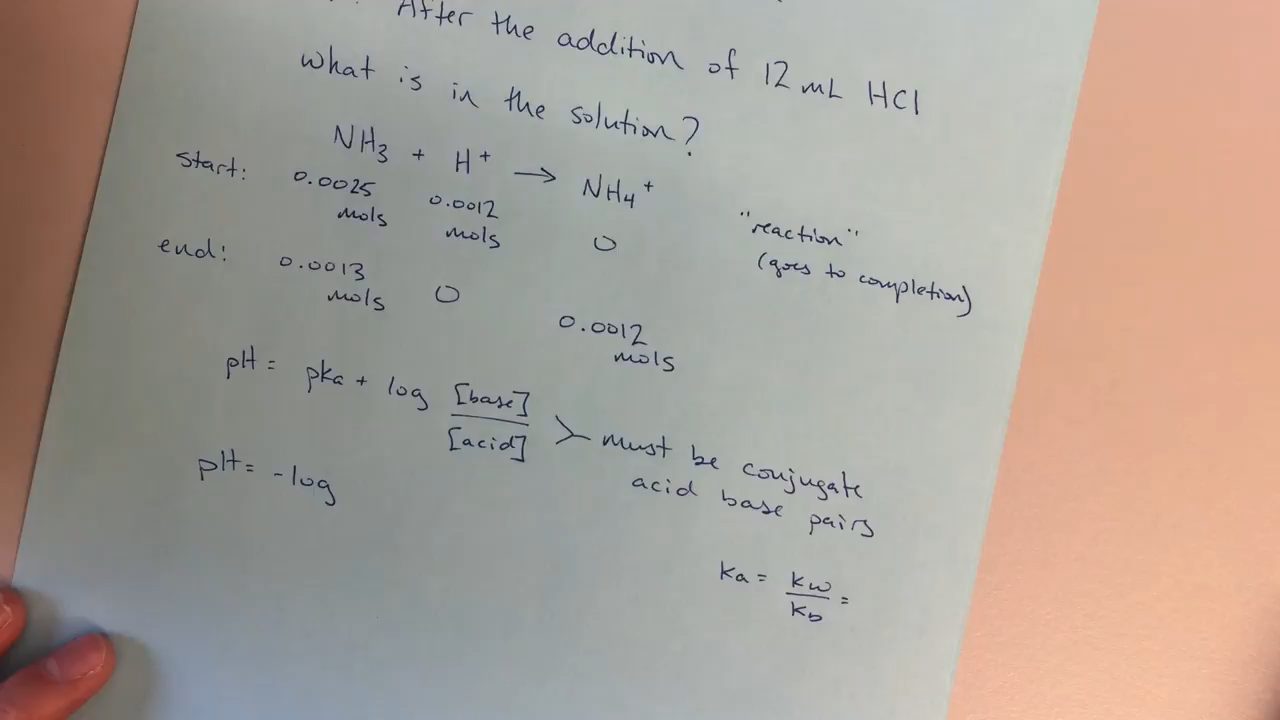 After the addition of 12 mL HCl
what is in the solution?
NH3 + H+ → NH4+
start: 0.0025 mols 0.0012 mols 0
"reaction"
(goes to completion)
end: 0.0013 mols 0 0.0012 mols
pH = pKa + log [base]/[acid] > must be conjugate
acid base pairs
pH = -log
Ka = Kw/Kb =